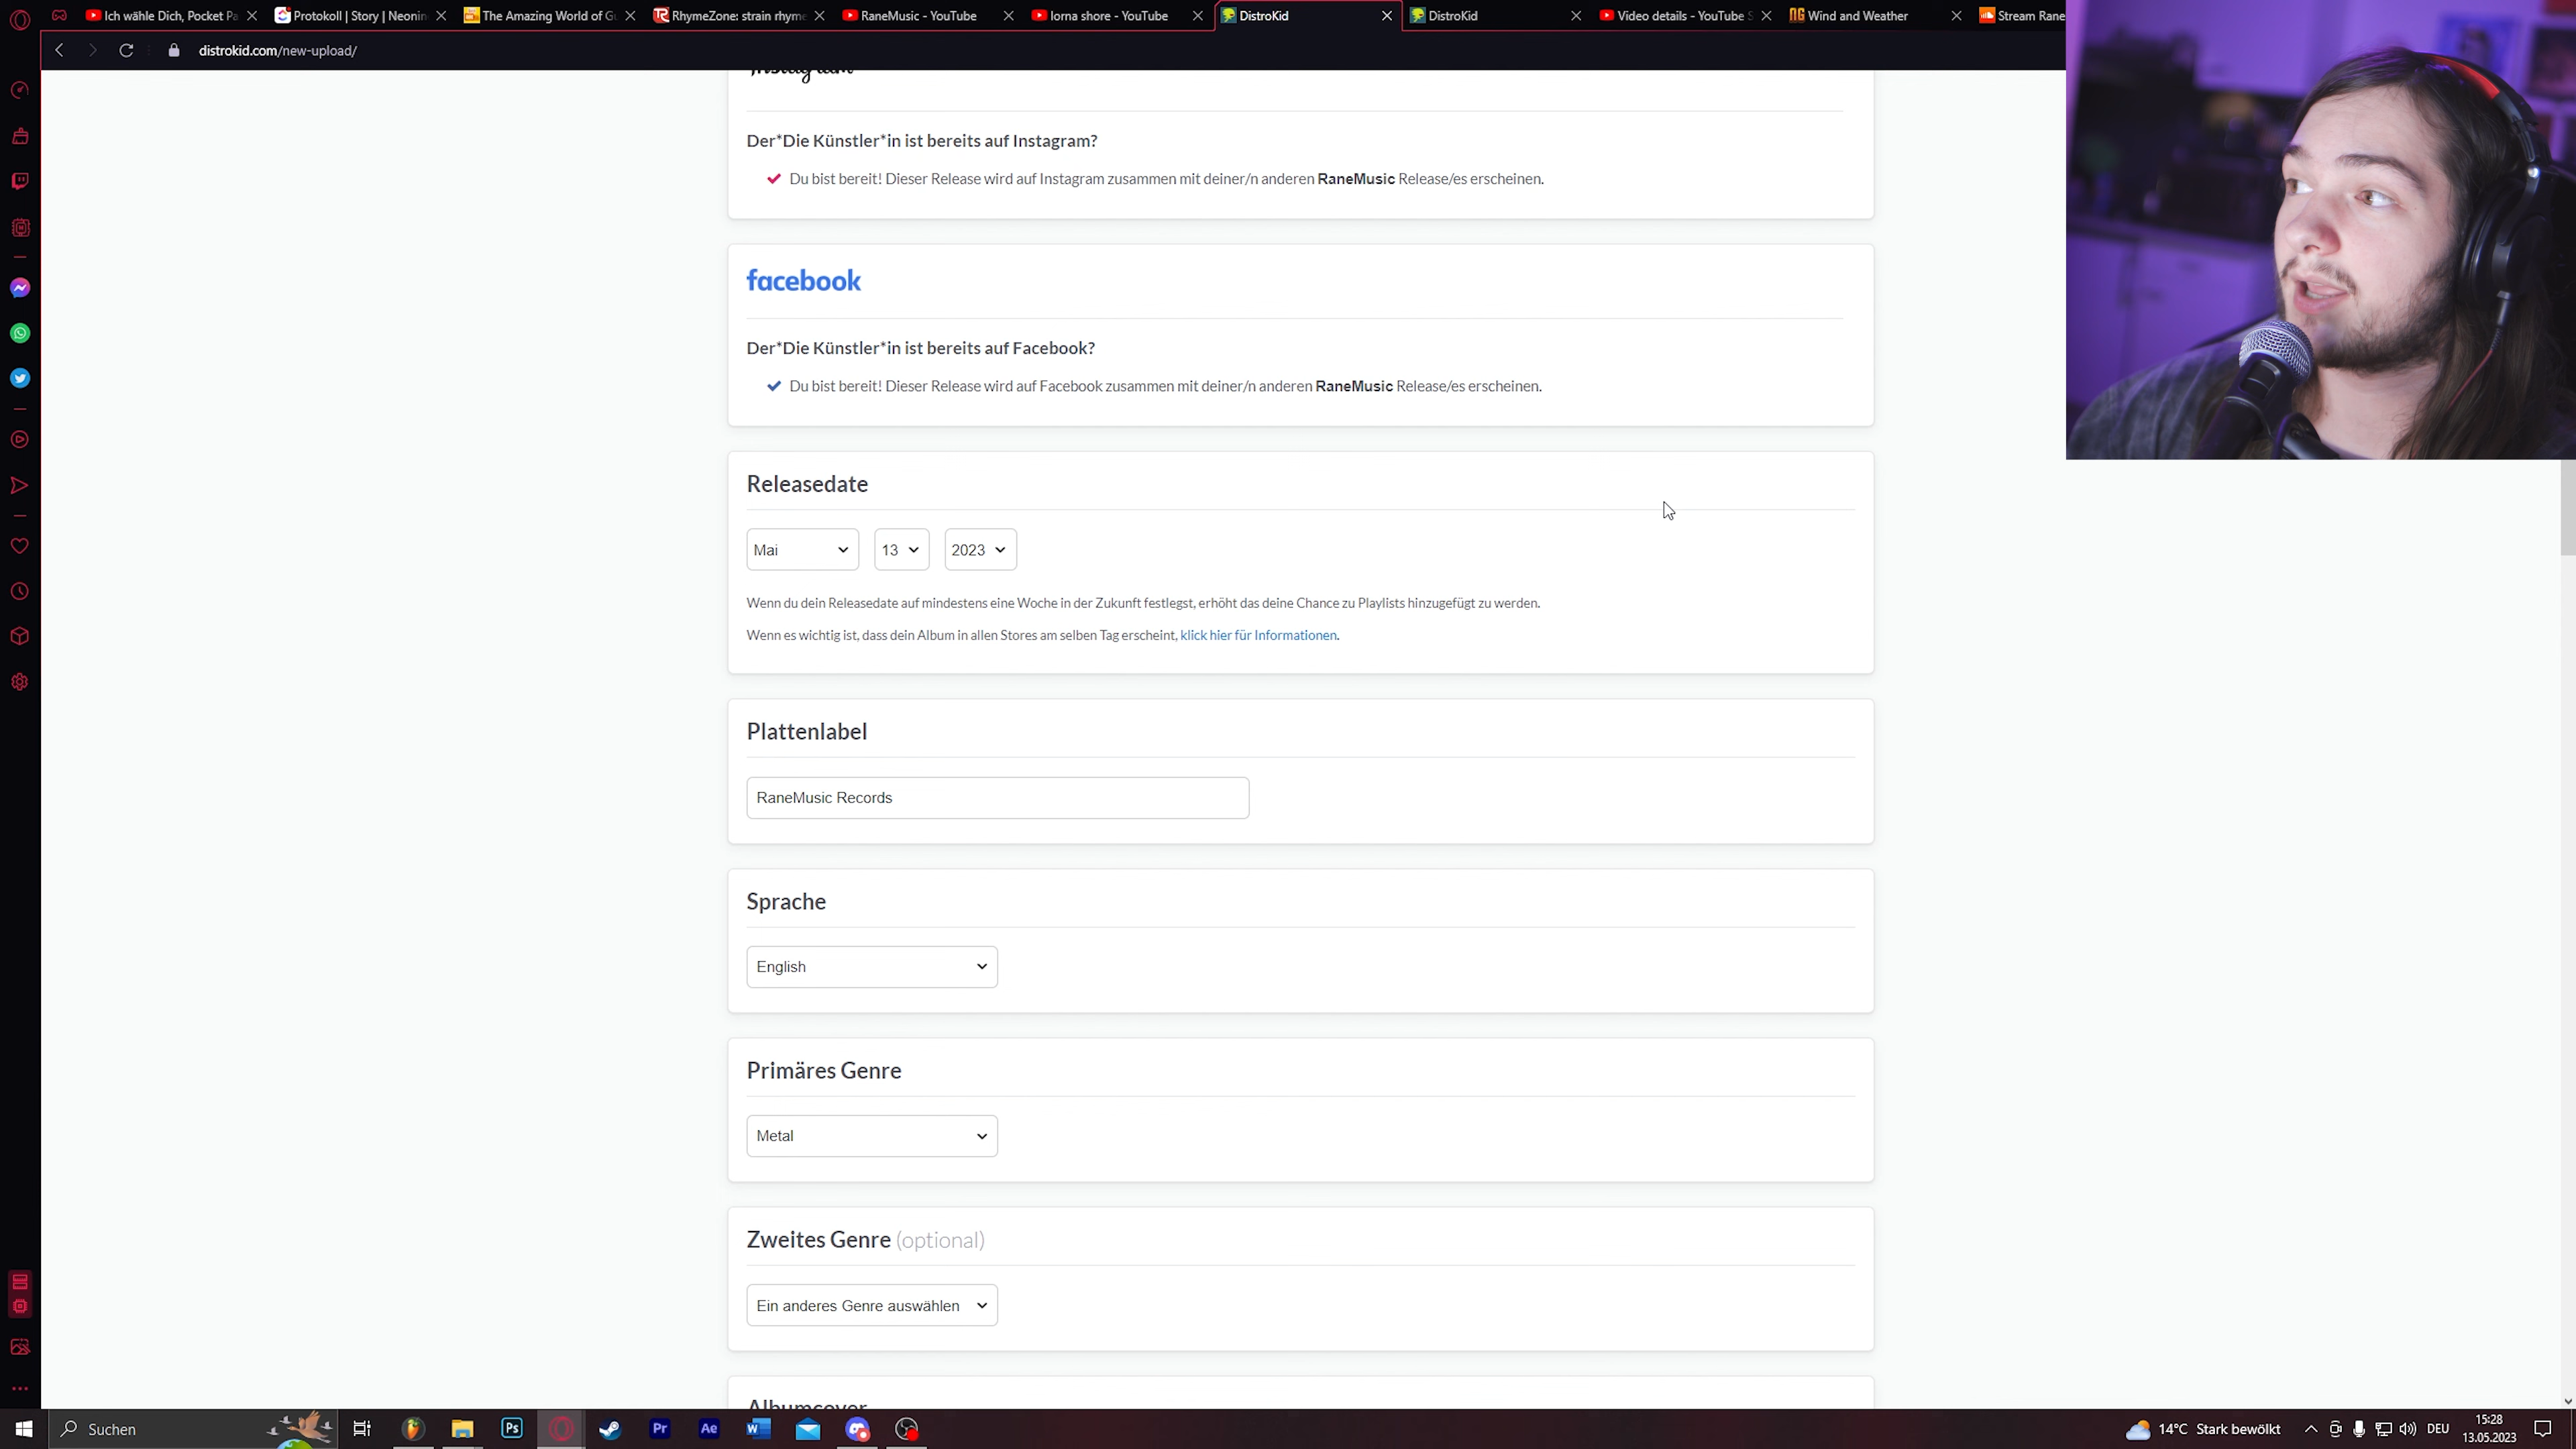 Ich wähle Dich, Pocket Pa
Protokoll | Story | Neonin
The Amazing World of Gu
RhymeZone: strain rhyme
RaneMusic - YouTube
lorna shore - YouTube
DistroKid
DistroKid
Video details - YouTube S
Wind and Weather
Stream Rane
distrokid.com/new-upload/
Instagram
Der*Die Künstler*in ist bereits auf Instagram?
Du bist bereit! Dieser Release wird auf Instagram zusammen mit deiner/n anderen RaneMusic Release/es erscheinen.
facebook
Der*Die Künstler*in ist bereits auf Facebook?
Du bist bereit! Dieser Release wird auf Facebook zusammen mit deiner/n anderen RaneMusic Release/es erscheinen.
Releasedate
Mai 13 2023
Wenn du dein Releasedate auf mindestens eine Woche in der Zukunft festlegst, erhöht das deine Chance zu Playlists hinzugefügt zu werden.
Wenn es wichtig ist, dass dein Album in allen Stores am selben Tag erscheint, klick hier für Informationen.
Plattenlabel
RaneMusic Records
Sprache
English
Primäres Genre
Metal
Zweites Genre (optional)
Ein anderes Genre auswählen
Albumcover
Suchen
Ps
Pr
Ae
W
14°C Stark bewölkt
DEU
15:28
13.05.2023